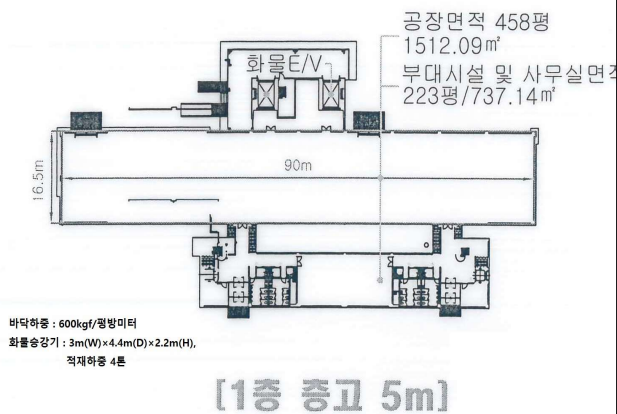 공장면적 458평
1512.09㎡
화물E/V
부대시설 및 사무실면적
223평/737.14㎡
90m
16.5m
바닥하중 : 600kgf/평방미터
화물승강기 : 3m(W)×4.4m(D)×2.2m(H),
적재하중 4톤
[1층 층고 5m]